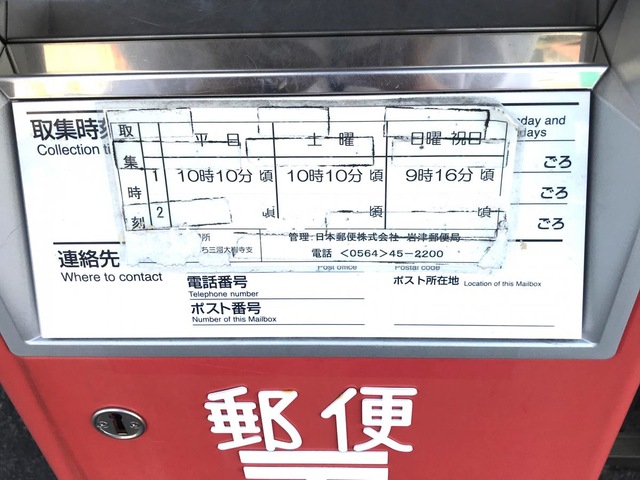 取集時刻
Collection ti
nday and
days
ごろ
ごろ
ごろ
取集時刻 平日 土曜 日曜・祝日
1 10時10分頃 10時10分頃 9時16分頃
2 頃 頃 頃
管理:日本郵便株式会社 岩津郵便局
電話 <0564>45-2200
連絡先
Where to contact
Post office
Postal code
電話番号
Telephone number
ポスト所在地 Location of this Mailbox
ポスト番号
Number of this Mailbox
郵便